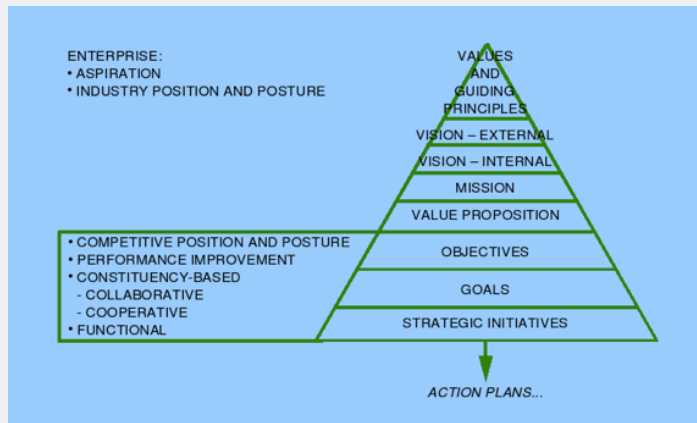 ENTERPRISE:
• ASPIRATION
• INDUSTRY POSITION AND POSTURE
VALUES
AND
GUIDING
PRINCIPLES
VISION – EXTERNAL
VISION – INTERNAL
MISSION
VALUE PROPOSITION
• COMPETITIVE POSITION AND POSTURE
• PERFORMANCE IMPROVEMENT
• CONSTITUENCY-BASED
- COLLABORATIVE
- COOPERATIVE
• FUNCTIONAL
OBJECTIVES
GOALS
STRATEGIC INITIATIVES
ACTION PLANS...